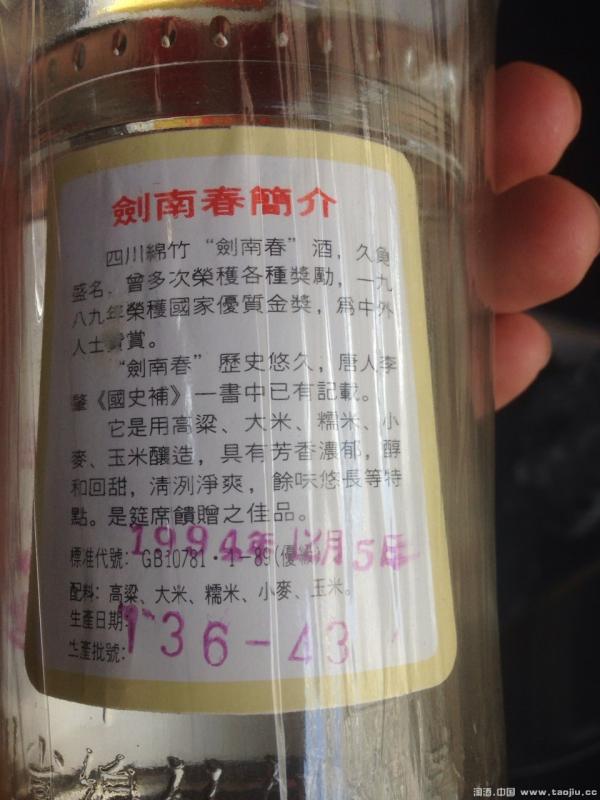 劍南春簡介
四川綿竹“劍南春”酒，久負
盛名，曾多次榮獲各種獎勵，一九
八九年榮獲國家優質金獎，爲中外
人士賞。
“劍南春”歷史悠久，唐人李
肇《國史補》一書中已有記載。
它是用高粱、大米、糯米、小
麥、玉米釀造，具有芳香濃郁，醇
和回甜，清洌淨爽，餘味悠長等特
點。是筵席饋贈之佳品。
1994年12月5日
標准代號：GB10781·1-89(優級)
配料：高粱、大米、糯米、小麥、玉米。
生產日期：
生產批號：136-43
淘酒.中国 www.taojiu.cc